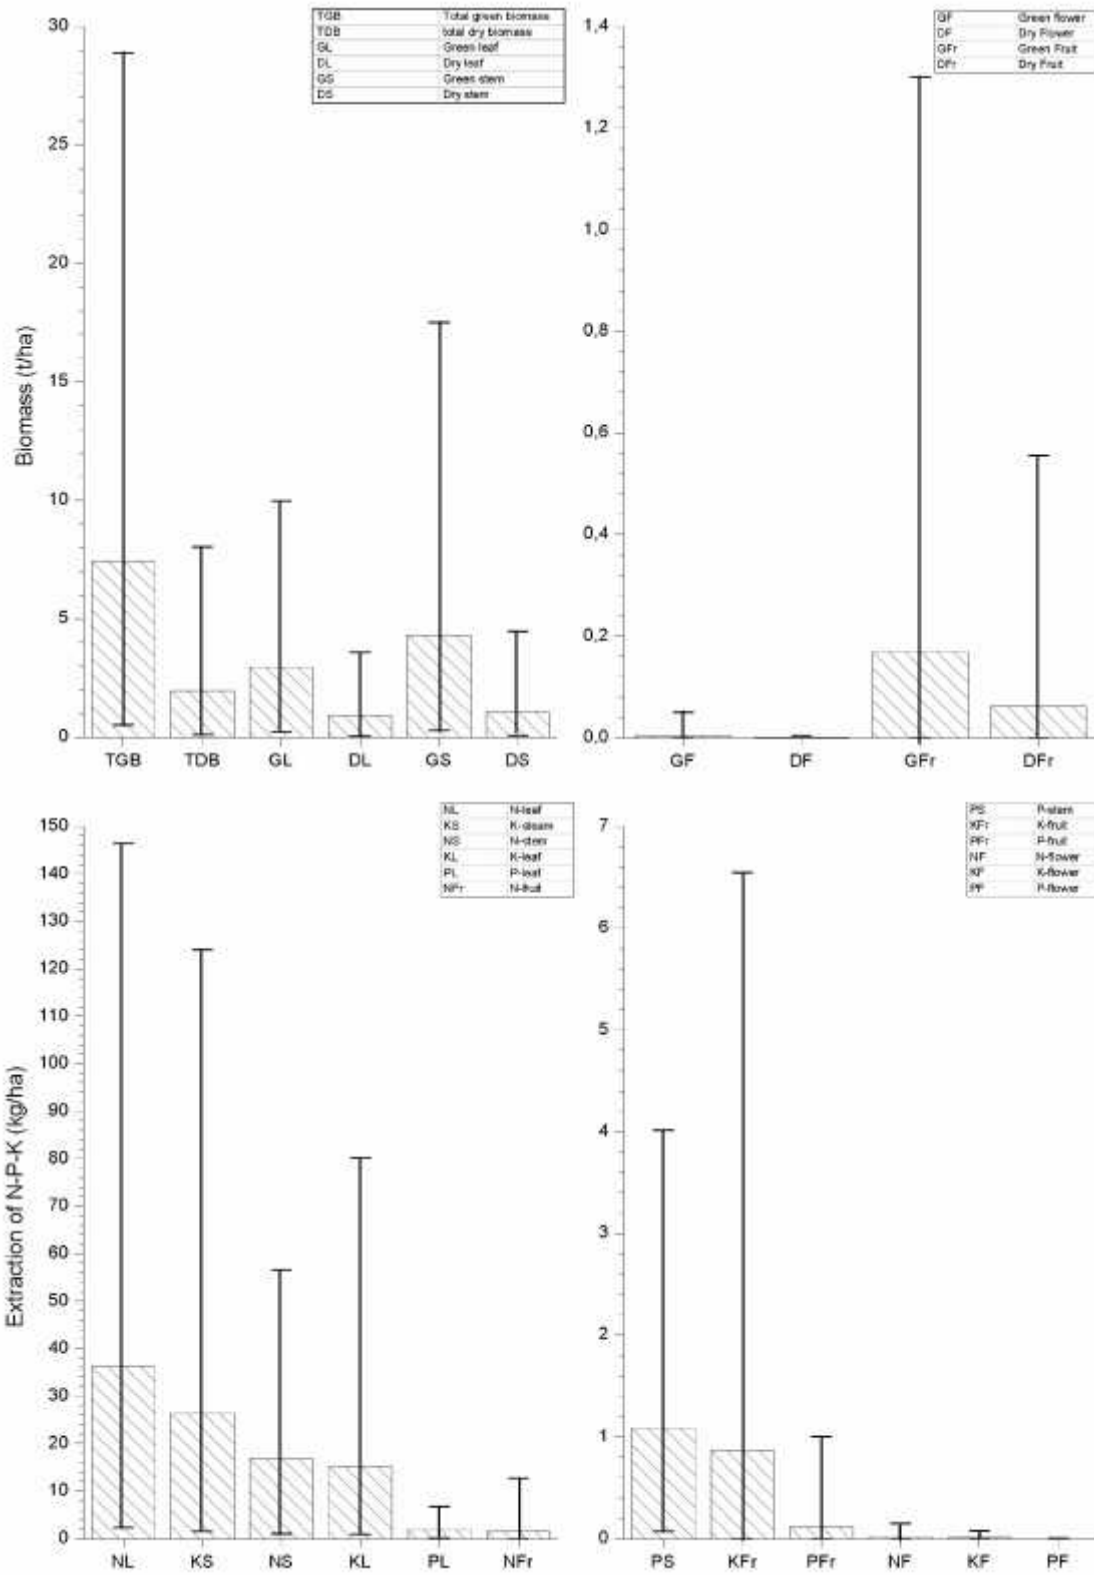 TGB Total green biomass
TDB total dry biomass
GL Green leaf
DL Dry leaf
GS Green stem
DS Dry stem
30
25
20
15
10
5
0
Biomass (t/ha)
TGB TDB GL DL GS DS
GF Green flower
DF Dry Flower
GFr Green Fruit
DFr Dry Fruit
1,4
1,2
1,0
0,8
0,6
0,4
0,2
0,0
GF DF GFr DFr
NL N-leaf
KS K-steam
NS N-stem
KL K-leaf
PL P-leaf
NFr N-fruit
150
140
130
120
110
100
90
80
70
60
50
40
30
20
10
0
Extraction of N-P-K (kg/ha)
NL KS NS KL PL NFr
PS P-stem
KFr K-fruit
PFr P-fruit
NF N-flower
KF K-flower
PF P-flower
7
6
5
4
3
2
1
0
PS KFr PFr NF KF PF